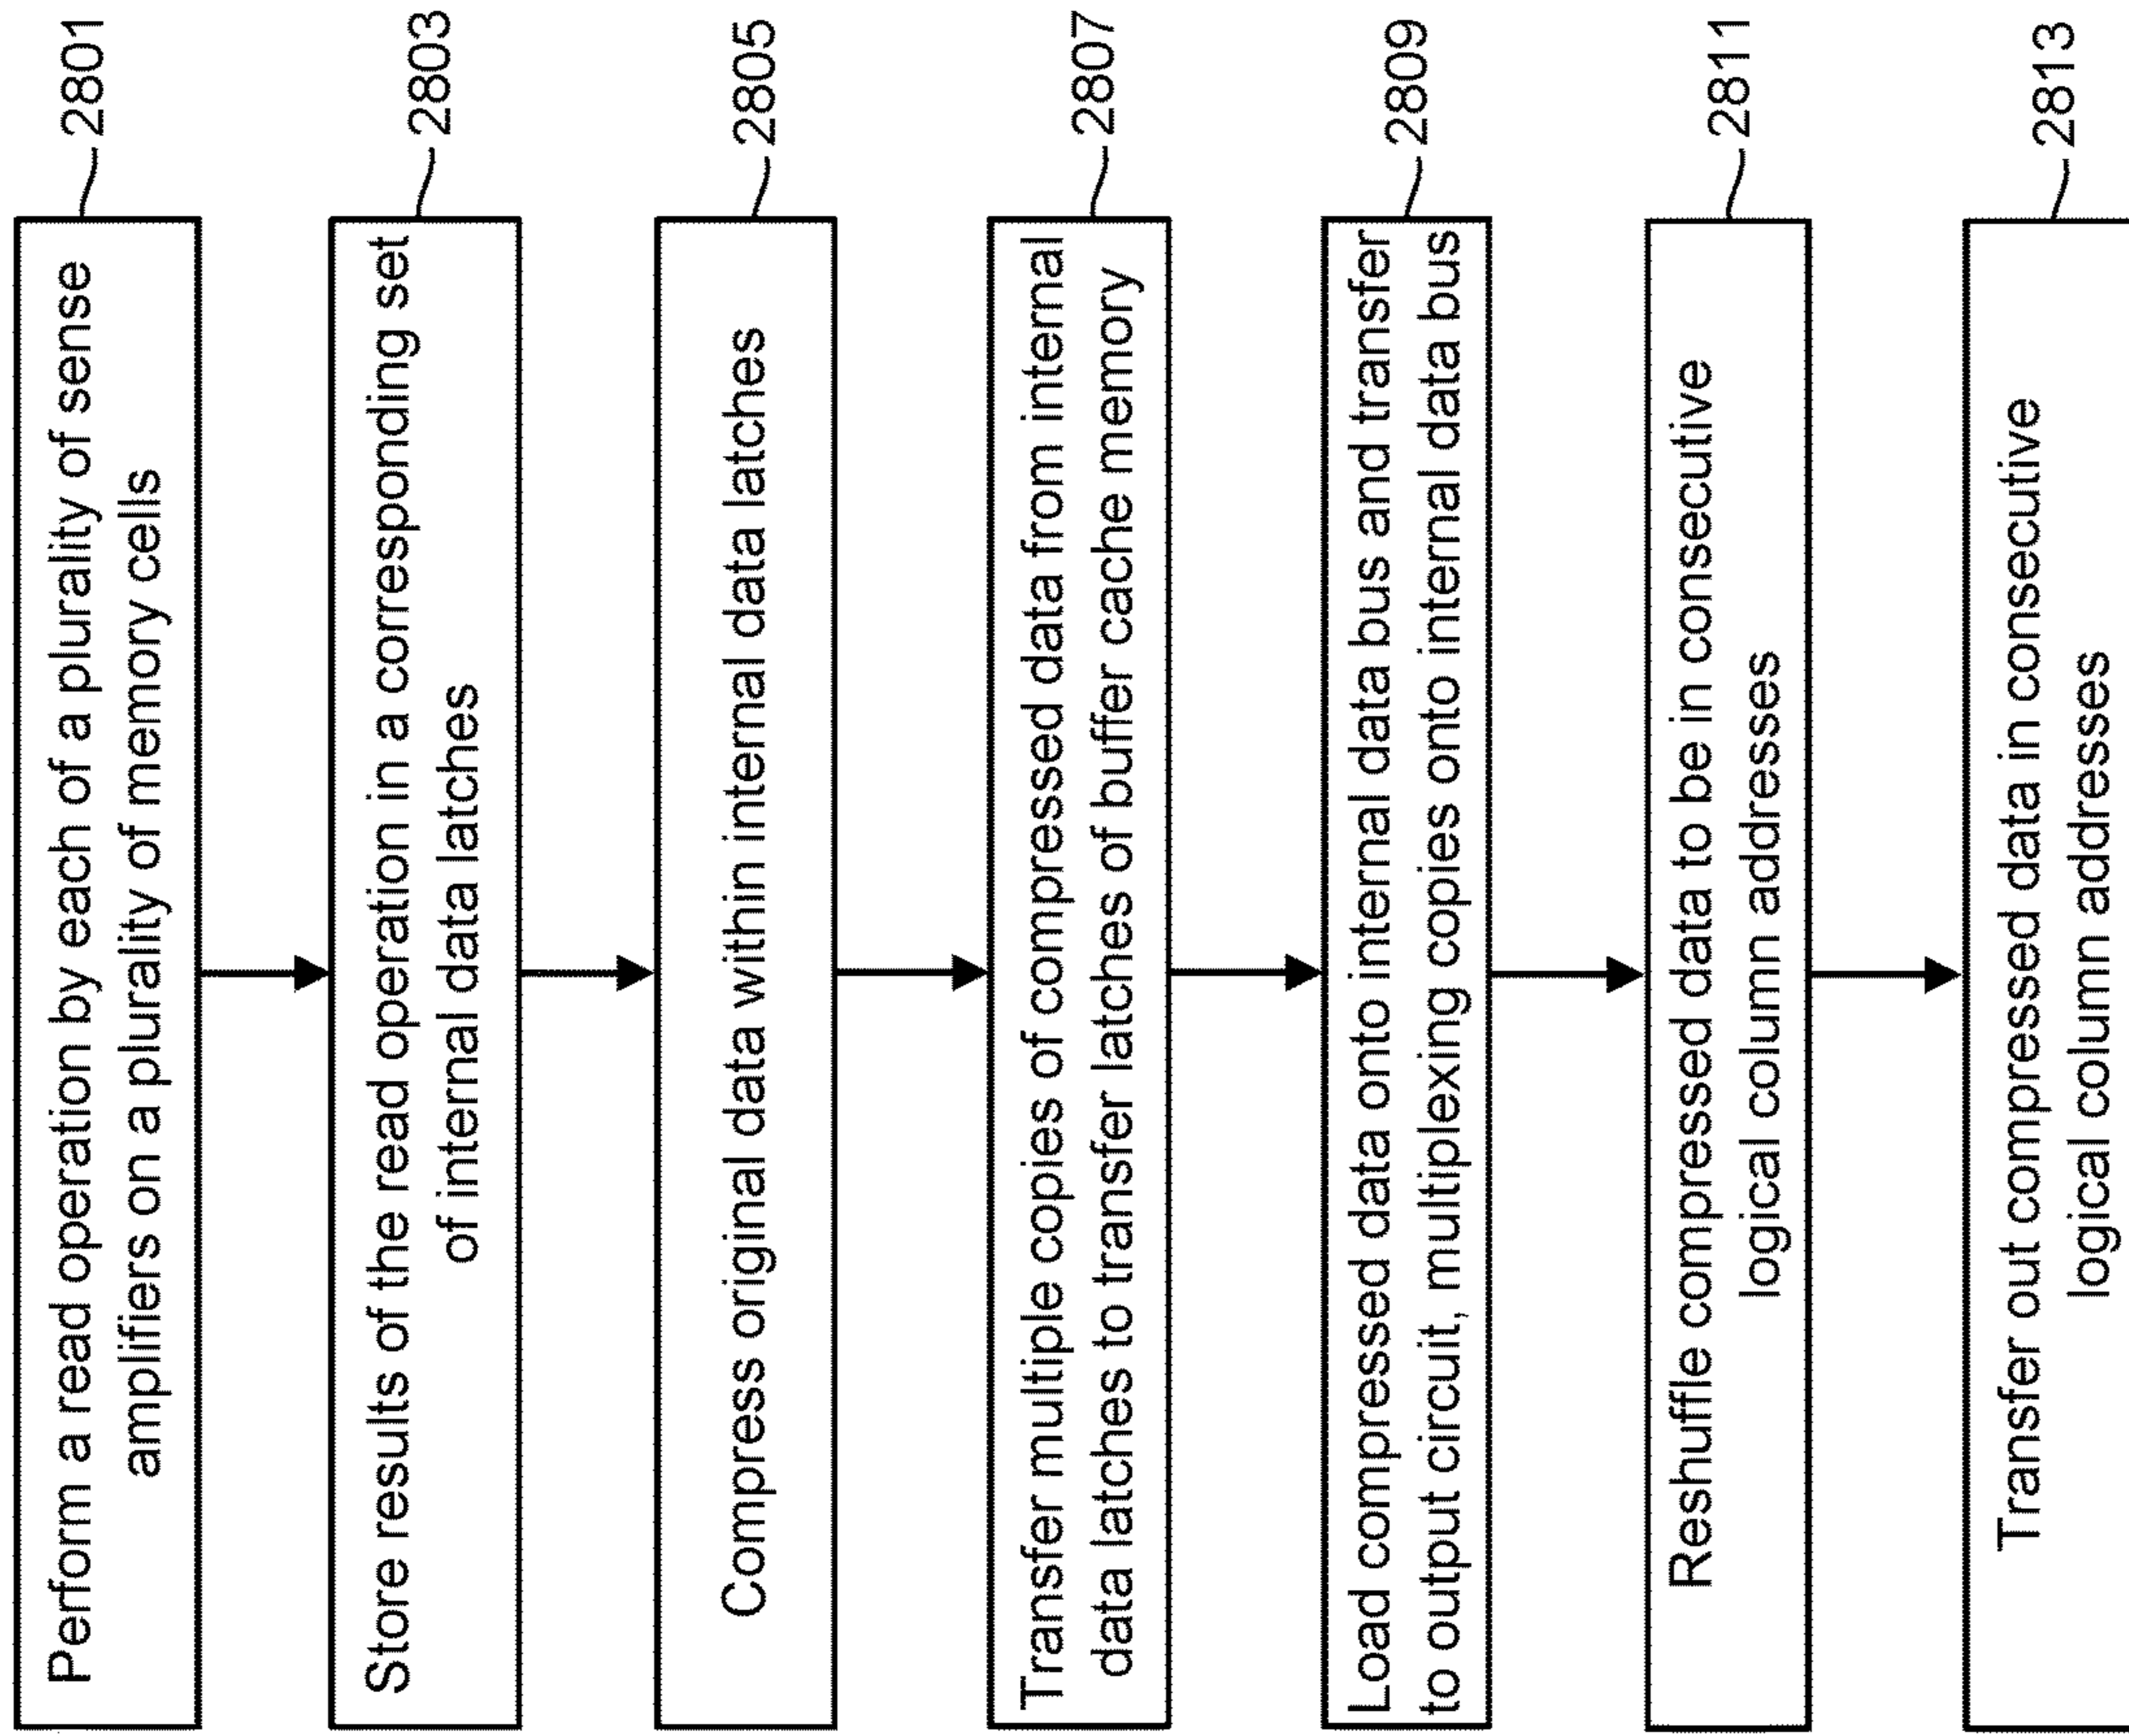 Perform a read operation by each of a plurality of sense
amplifiers on a plurality of memory cells
2801
Store results of the read operation in a corresponding set
of internal data latches
2803
Compress original data within internal data latches
2805
Transfer multiple copies of compressed data from internal
data latches to transfer latches of buffer cache memory
2807
Load compressed data onto internal data bus and transfer
to output circuit, multiplexing copies onto internal data bus
2809
Reshuffle compressed data to be in consecutive
logical column addresses
2811
Transfer out compressed data in consecutive
logical column addresses
2813